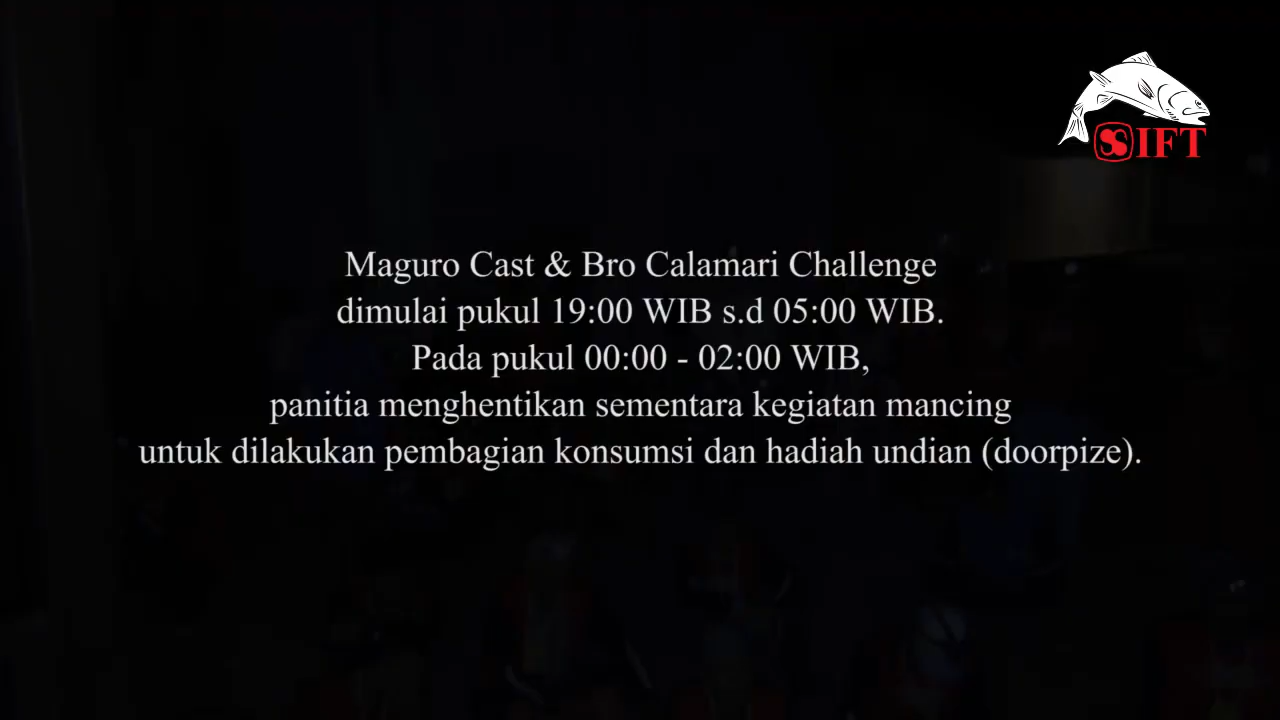 SIFT
Maguro Cast & Bro Calamari Challenge
dimulai pukul 19:00 WIB s.d 05:00 WIB.
Pada pukul 00:00 - 02:00 WIB,
panitia menghentikan sementara kegiatan mancing
untuk dilakukan pembagian konsumsi dan hadiah undian (doorpize).